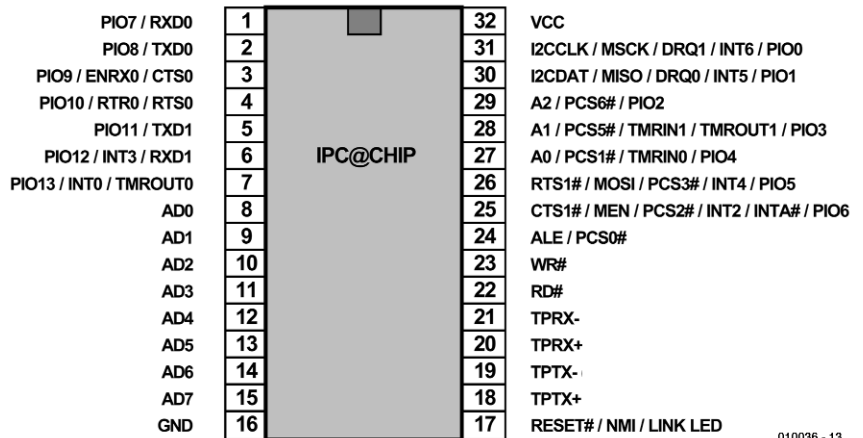 PIO7 / RXD0 1 32 VCC
PIO8 / TXD0 2 31 I2CCLK / MSCK / DRQ1 / INT6 / PIO0
PIO9 / ENRX0 / CTS0 3 30 I2CDAT / MISO / DRQ0 / INT5 / PIO1
PIO10 / RTR0 / RTS0 4 29 A2 / PCS6# / PIO2
PIO11 / TXD1 5 28 A1 / PCS5# / TMRIN1 / TMROUT1 / PIO3
PIO12 / INT3 / RXD1 6 IPC@CHIP 27 A0 / PCS1# / TMRIN0 / PIO4
PIO13 / INT0 / TMROUT0 7 26 RTS1# / MOSI / PCS3# / INT4 / PIO5
AD0 8 25 CTS1# / MEN / PCS2# / INT2 / INTA# / PIO6
AD1 9 24 ALE / PCS0#
AD2 10 23 WR#
AD3 11 22 RD#
AD4 12 21 TPRX-
AD5 13 20 TPRX+
AD6 14 19 TPTX-
AD7 15 18 TPTX+
GND 16 17 RESET# / NMI / LINK LED
010036 - 13